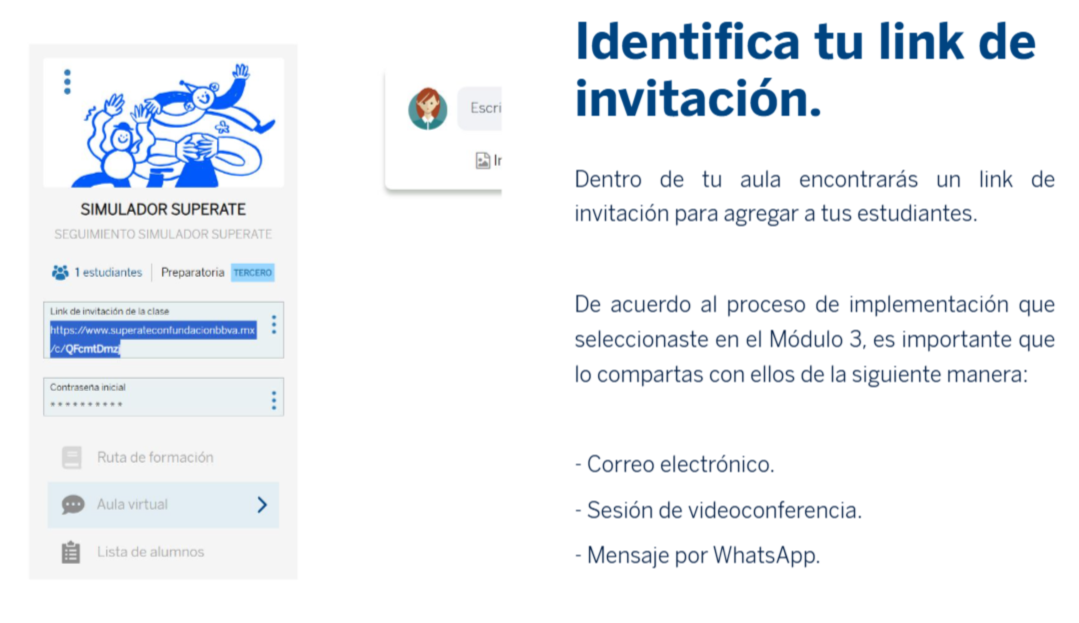 SIMULADOR SUPERATE
SEGUIMIENTO SIMULADOR SUPERATE
1 estudiantes | Preparatoria TERCERO
Link de invitación de la clase
https://www.superateconfundacionbbva.mx
/c/QFcmtDmzj
Contraseña inicial
**********
Ruta de formación
Aula virtual
Lista de alumnos
Escri
Identifica tu link de
invitación.
Dentro de tu aula encontrarás un link de
invitación para agregar a tus estudiantes.
De acuerdo al proceso de implementación que
seleccionaste en el Módulo 3, es importante que
lo compartas con ellos de la siguiente manera:
- Correo electrónico.
- Sesión de videoconferencia.
- Mensaje por WhatsApp.